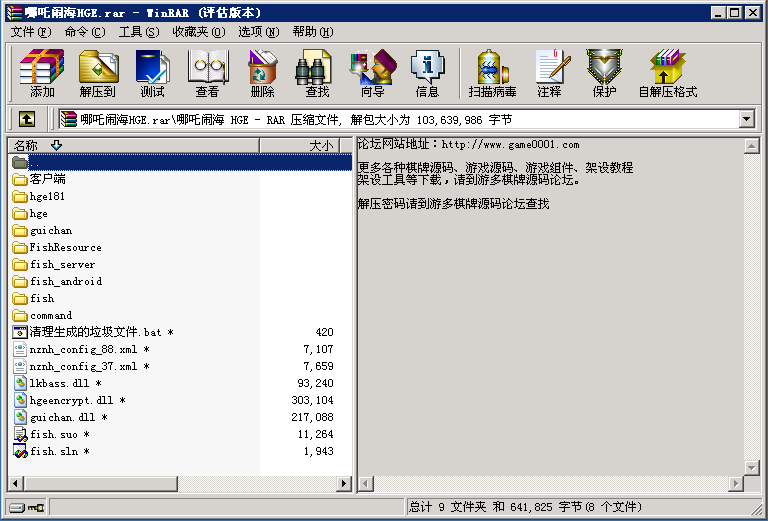 哪吒闹海HGE.rar - WinRAR (评估版本)
文件(F) 命令(C) 工具(S) 收藏夹(O) 选项(N) 帮助(H)
添加 解压到 测试 查看 删除 查找 向导 信息 扫描病毒 注释 保护 自解压格式
哪吒闹海HGE.rar\哪吒闹海 HGE - RAR 压缩文件, 解包大小为 103,639,986 字节
名称 大小
..
客户端
hge181
hge
guichan
FishResource
fish_server
fish_android
fish
command
清理生成的垃圾文件.bat * 420
nznh_config_88.xml * 7,107
nznh_config_37.xml * 7,659
lkbass.dll * 93,240
hgeencrypt.dll * 303,104
guichan.dll * 217,088
fish.suo * 11,264
fish.sln * 1,943
论坛网站地址：http://www.game0001.com
更多各种棋牌源码、游戏源码、游戏组件、架设教程
架设工具等下载，请到游多棋牌源码论坛。
解压密码请到游多棋牌源码论坛查找
总计 9 文件夹 和 641,825 字节(8 个文件)